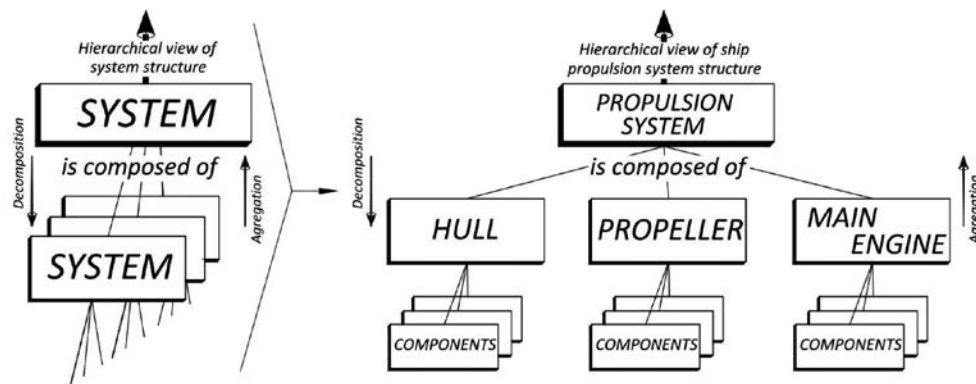 Hierarchical view of
system structure
SYSTEM
Decomposition
is composed of
Agregation
SYSTEM
Hierarchical view of ship
propulsion system structure
PROPULSION
SYSTEM
Decomposition
is composed of
Agregation
HULL
PROPELLER
MAIN
ENGINE
COMPONENTS
COMPONENTS
COMPONENTS